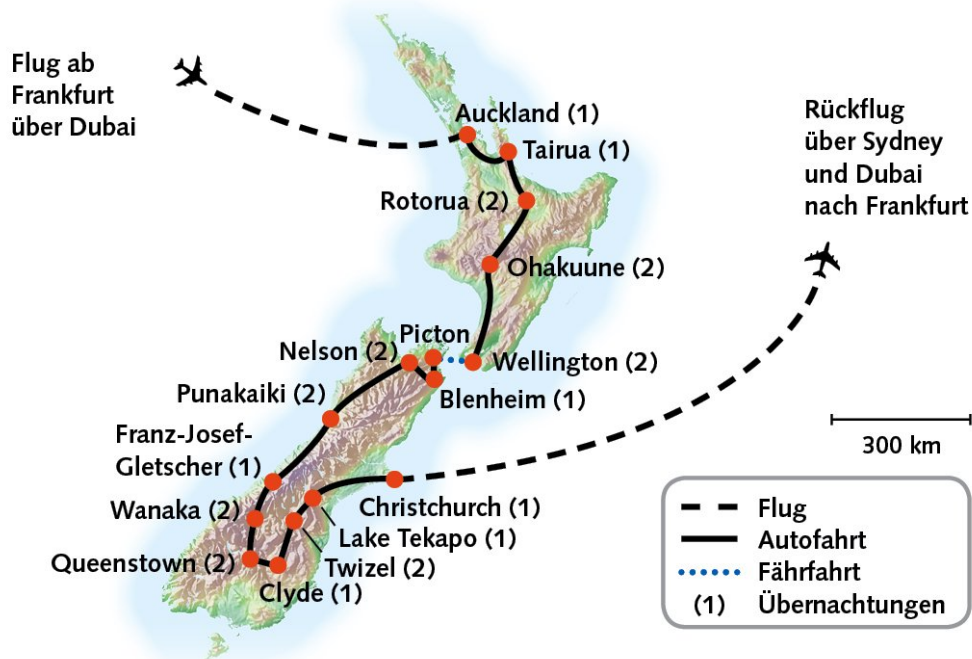 Flug ab
Frankfurt
über Dubai
Rückflug
über Sydney
und Dubai
nach Frankfurt
Auckland (1)
Tairua (1)
Rotorua (2)
Ohakuune (2)
Picton
Nelson (2)
Wellington (2)
Blenheim (1)
Punakaiki (2)
Franz-Josef-
Gletscher (1)
Wanaka (2)
Queenstown (2)
Clyde (1)
Twizel (2)
Lake Tekapo (1)
Christchurch (1)
300 km
Flug
Autofahrt
Fährfahrt
(1) Übernachtungen